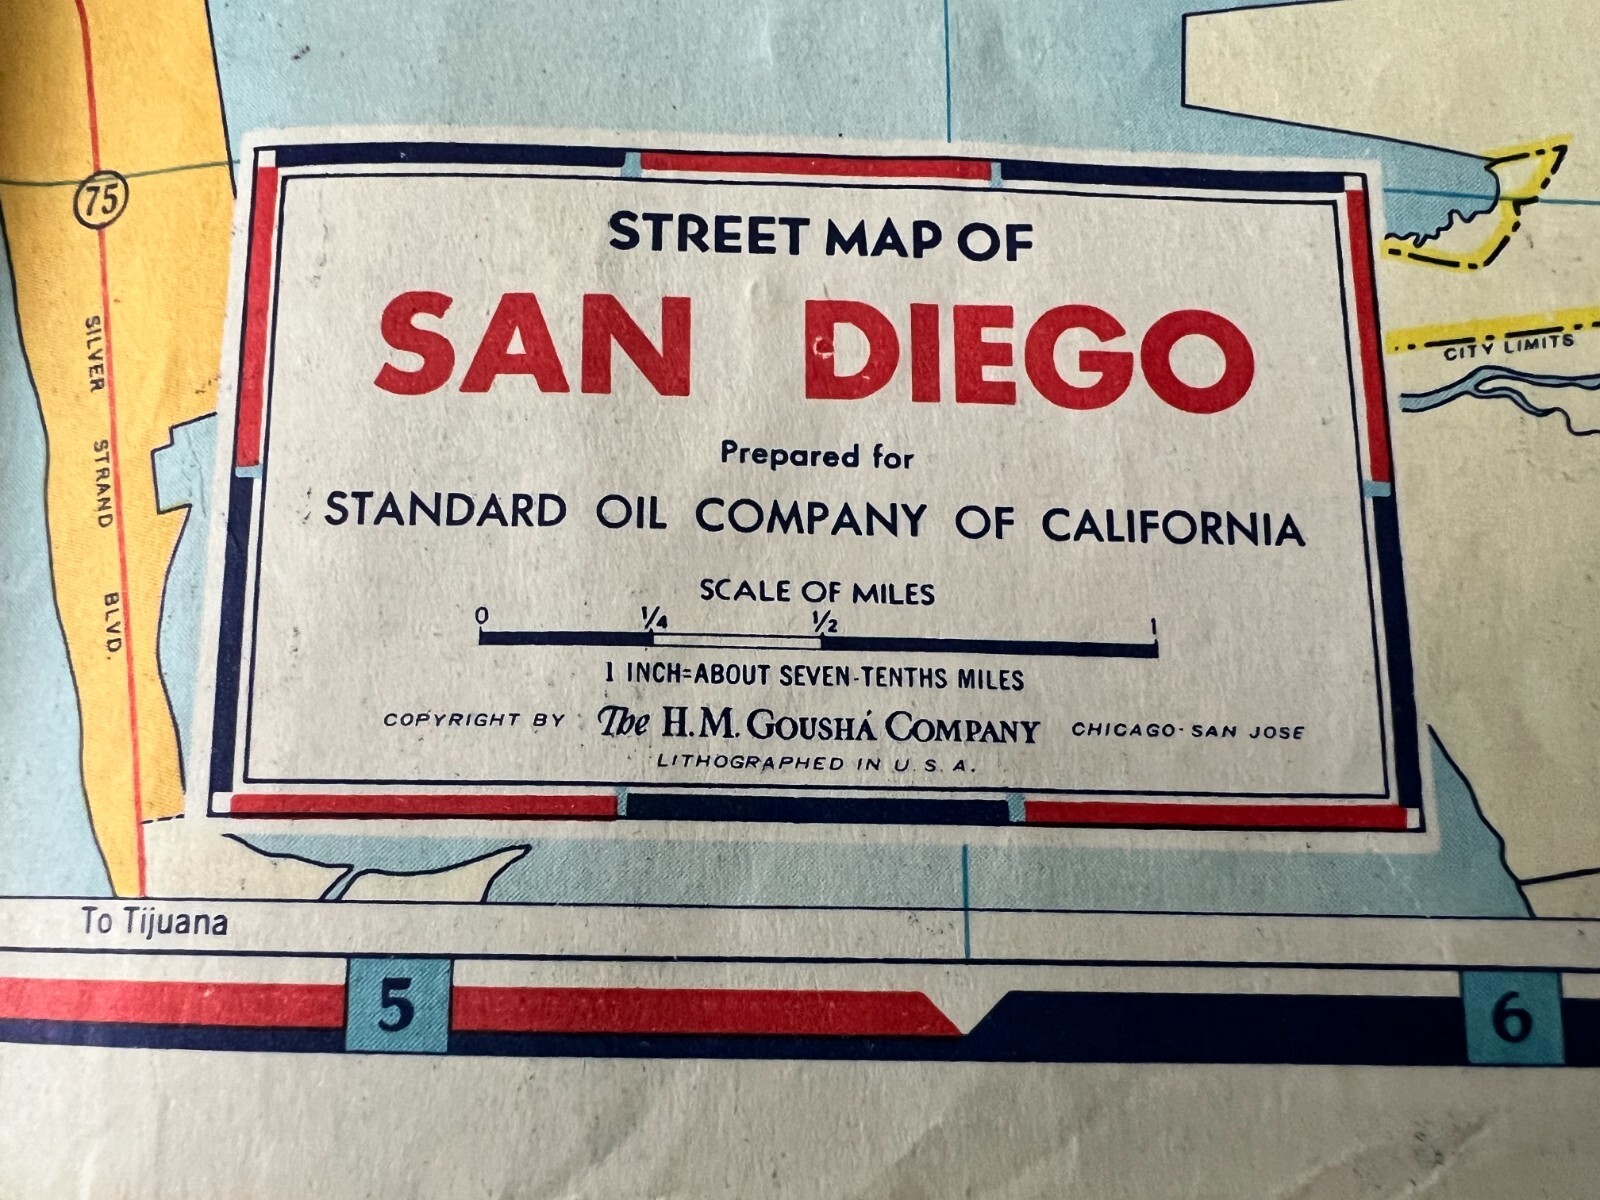 75
SILVER STRAND BLVD.
STREET MAP OF
SAN DIEGO
Prepared for
STANDARD OIL COMPANY OF CALIFORNIA
SCALE OF MILES
0 1/4 1/2 1
1 INCH=ABOUT SEVEN-TENTHS MILES
COPYRIGHT BY The H.M. GOUSHÁ COMPANY CHICAGO-SAN JOSE
LITHOGRAPHED IN U.S.A.
CITY LIMITS
To Tijuana
5 6